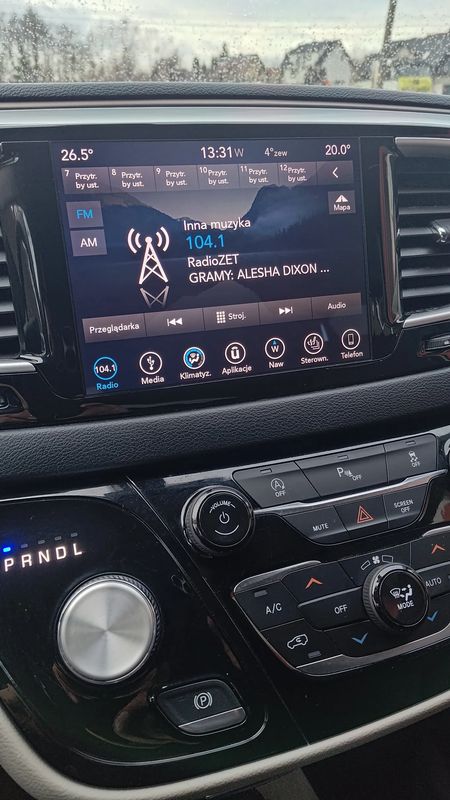 26.5° 13:31 W 4°zew 20.0°
7 Przytr. by ust. 8 Przytr. by ust. 9 Przytr. by ust. 10 Przytr. by ust. 11 Przytr. by ust. 12 Przytr. by ust.
FM
Mapa
AM
Inna muzyka
104.1
RadioZET
GRAMY: ALESHA DIXON ...
Przeglądarka Stroj. Audio
104.1 W
Radio Media Klimatyz. Aplikacje Naw Sterown. Telefon
OFF P OFF OFF
VOLUME
MUTE SCREEN OFF
PRNDL
A/C OFF MODE AUTO
P